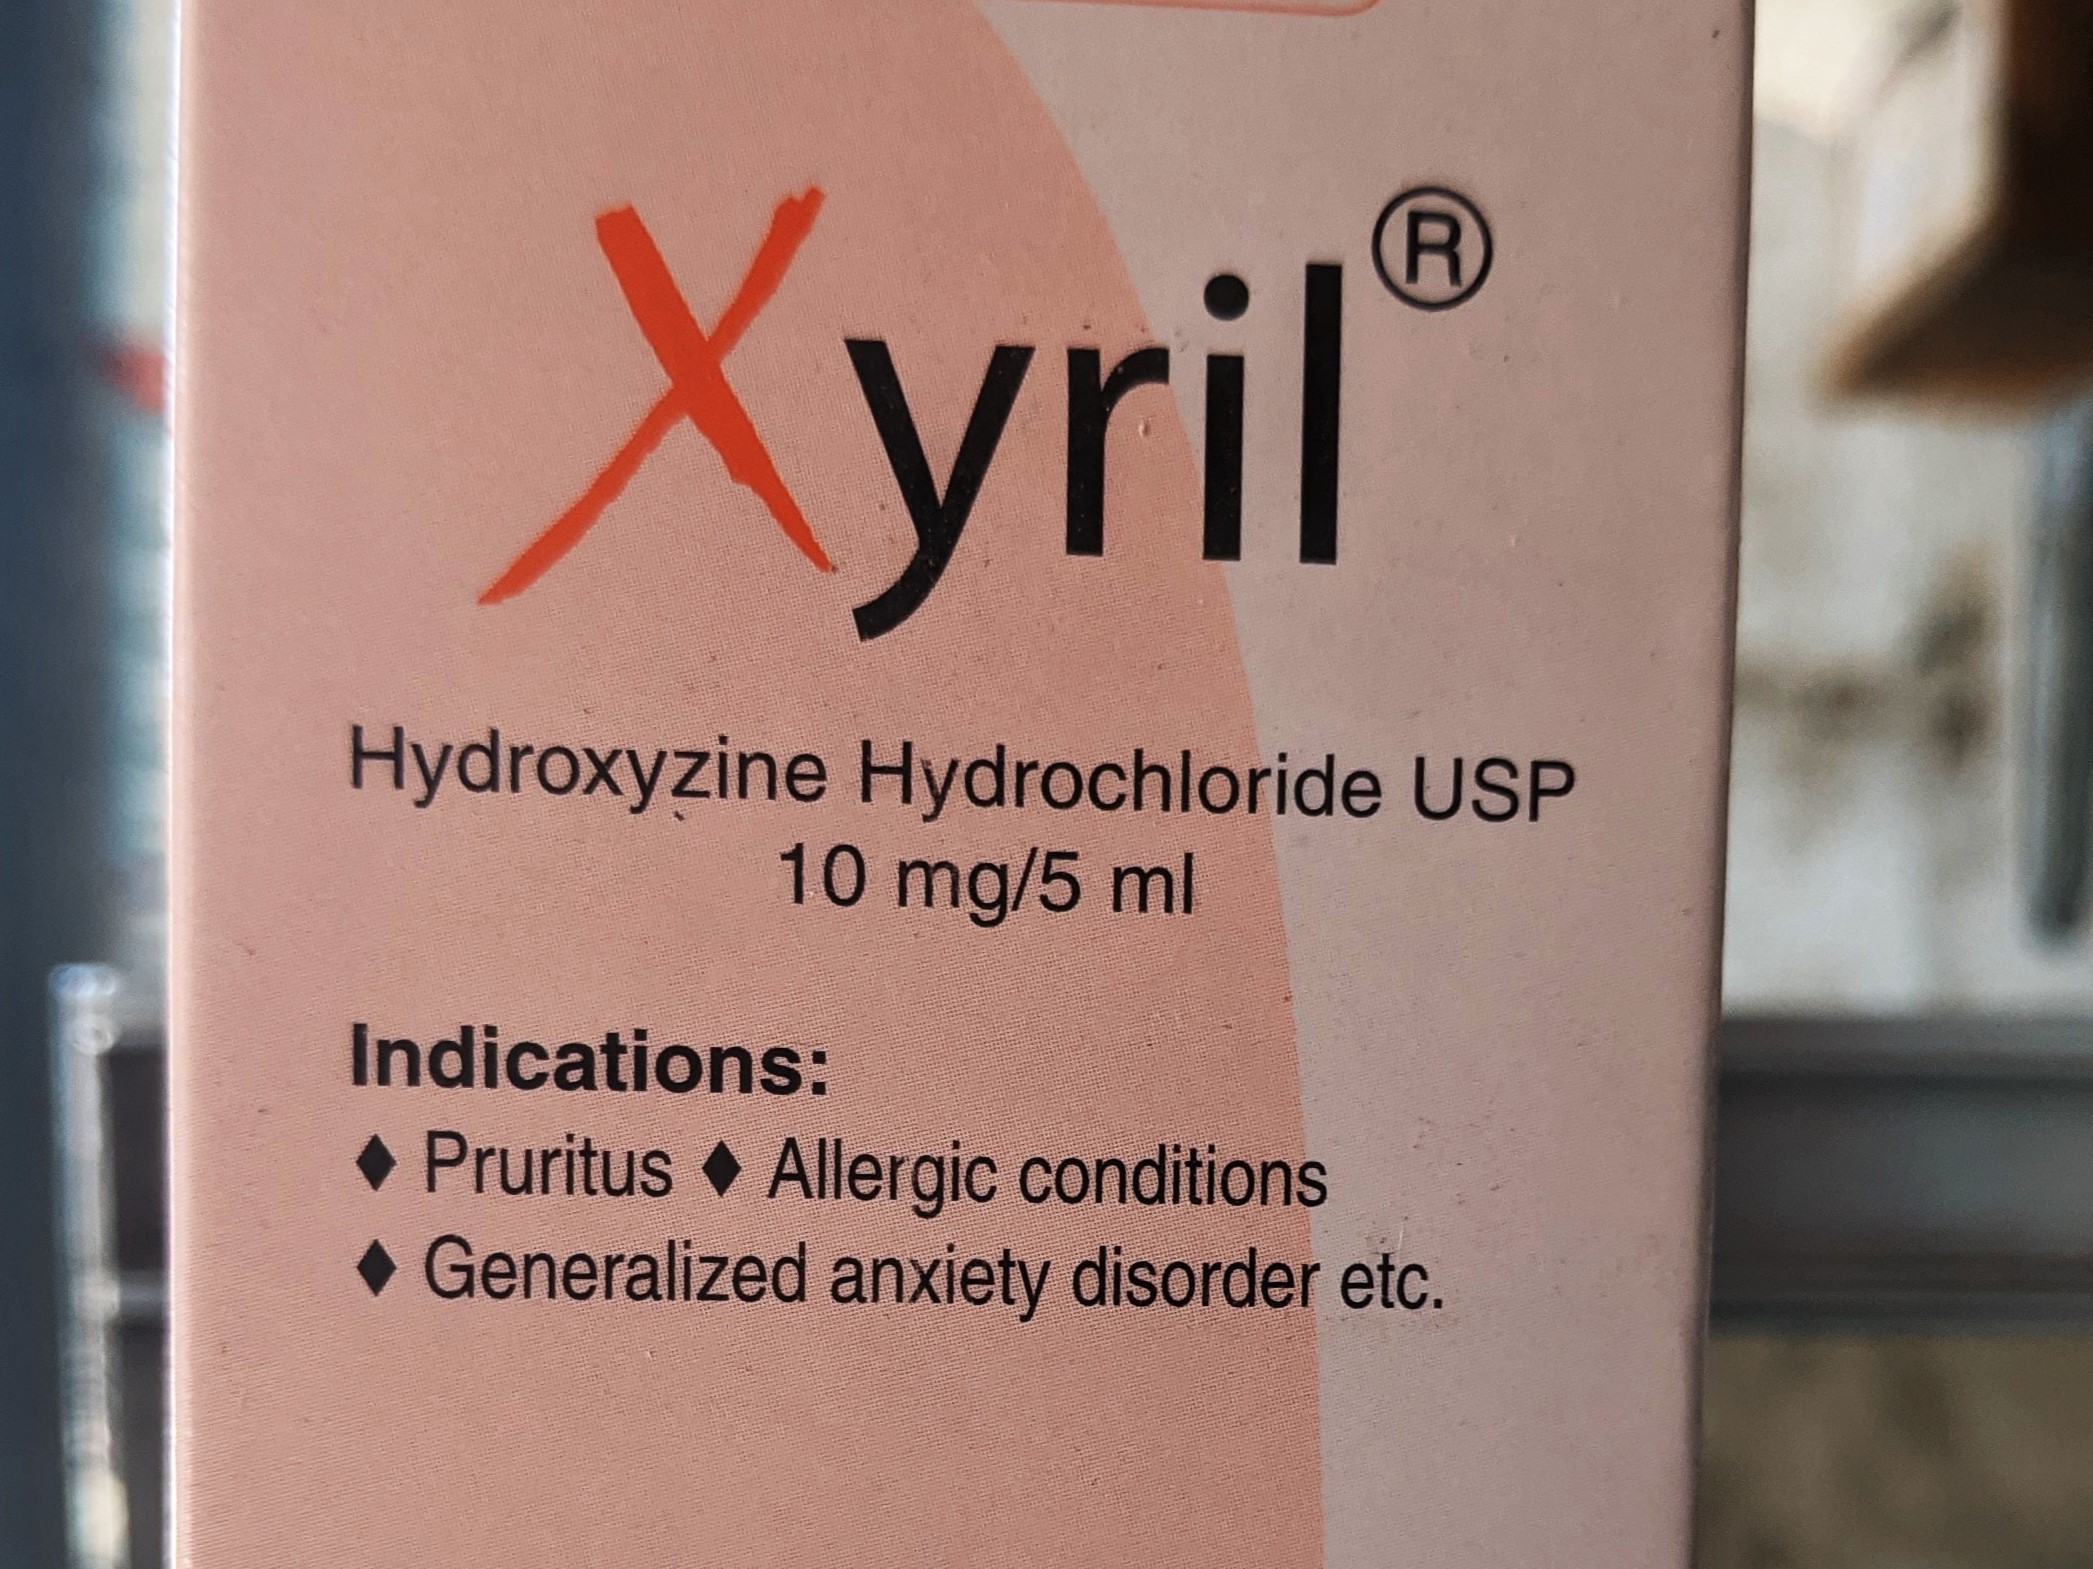 Xyril®
Hydroxyzine Hydrochloride USP
10 mg/5 ml
Indications:
♦ Pruritus ♦ Allergic conditions
♦ Generalized anxiety disorder etc.